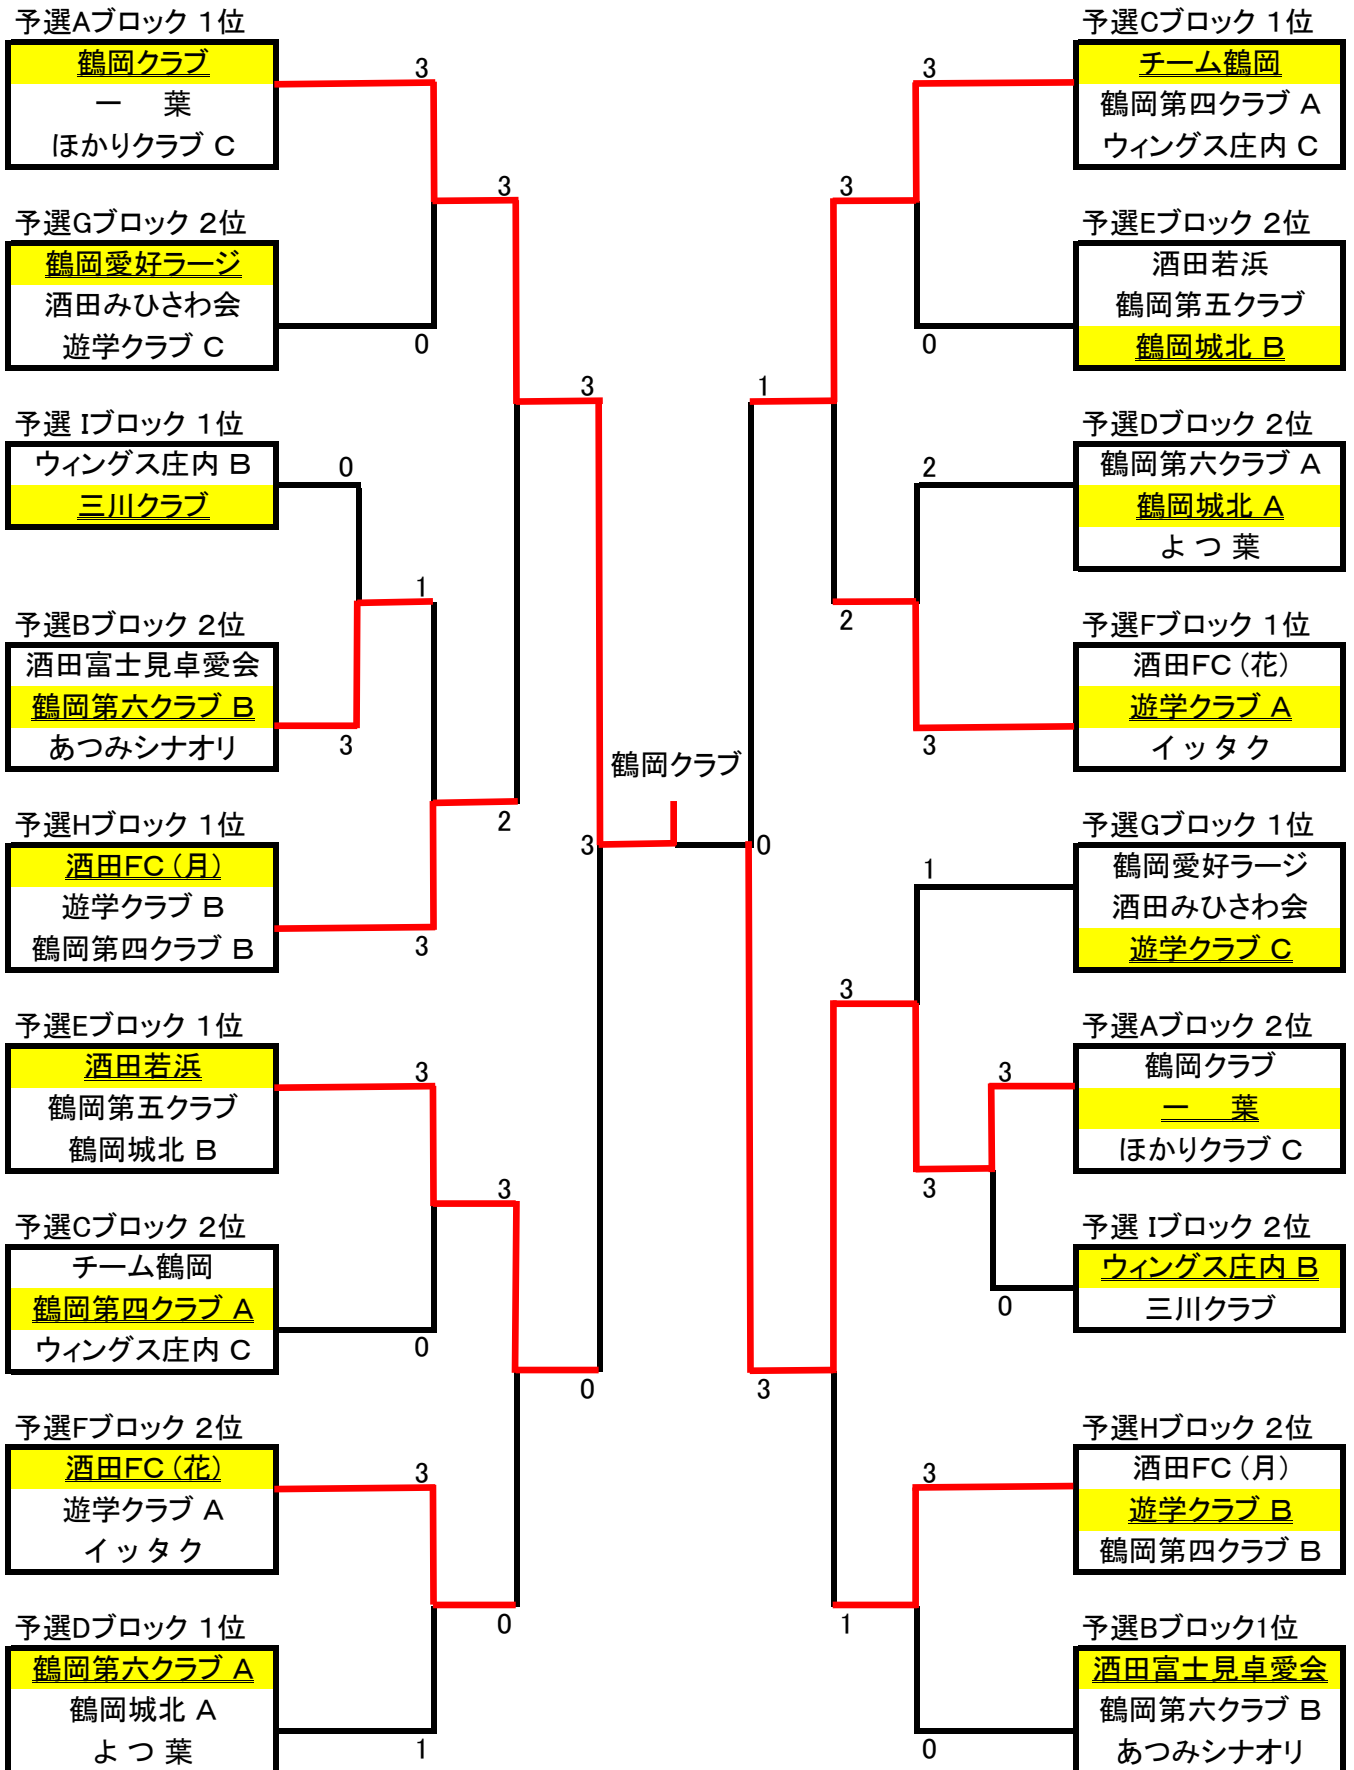 予選Aブロック 1位
鶴岡クラブ
一　葉
ほかりクラブ C
3
予選Gブロック 2位
鶴岡愛好ラージ
酒田みひさわ会
遊学クラブ C
0
3
予選 Iブロック 1位
ウィングス庄内 B
三川クラブ
0
予選Bブロック 2位
酒田富士見卓愛会
鶴岡第六クラブ B
あつみシナオリ
3
1
予選Hブロック 1位
酒田FC(月)
遊学クラブ B
鶴岡第四クラブ B
3
2
3
予選Eブロック 1位
酒田若浜
鶴岡第五クラブ
鶴岡城北 B
3
予選Cブロック 2位
チーム鶴岡
鶴岡第四クラブ A
ウィングス庄内 C
0
3
予選Fブロック 2位
酒田FC(花)
遊学クラブ A
イッタク
3
予選Dブロック 1位
鶴岡第六クラブ A
鶴岡城北 A
よつ葉
1
0
0
3
鶴岡クラブ
0
予選Cブロック 1位
チーム鶴岡
鶴岡第四クラブ A
ウィングス庄内 C
3
予選Eブロック 2位
酒田若浜
鶴岡第五クラブ
鶴岡城北 B
0
3
予選Dブロック 2位
鶴岡第六クラブ A
鶴岡城北 A
よつ葉
2
予選Fブロック 1位
酒田FC(花)
遊学クラブ A
イッタク
3
2
1
予選Gブロック 1位
鶴岡愛好ラージ
酒田みひさわ会
遊学クラブ C
1
予選Aブロック 2位
鶴岡クラブ
一　葉
ほかりクラブ C
3
予選 Iブロック 2位
ウィングス庄内 B
三川クラブ
0
3
3
予選Hブロック 2位
酒田FC(月)
遊学クラブ B
鶴岡第四クラブ B
3
予選Bブロック1位
酒田富士見卓愛会
鶴岡第六クラブ B
あつみシナオリ
0
1
3